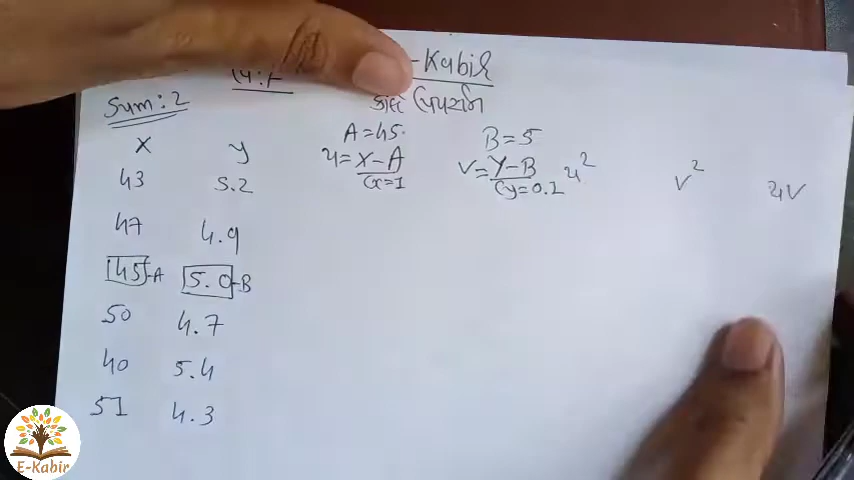 -Kabir
Sum: 2
A=45. B=5
x y u=x-A v=y-B u² v² uv
Cx=1 Cy=0.1
43 5.2
47 4.9
45-A 5.0-B
50 4.7
40 5.4
51 4.3
E-Kabir